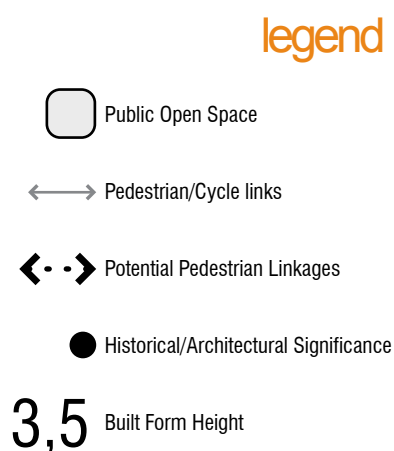 legend
Public Open Space
Pedestrian/Cycle links
Potential Pedestrian Linkages
Historical/Architectural Significance
3,5 Built Form Height